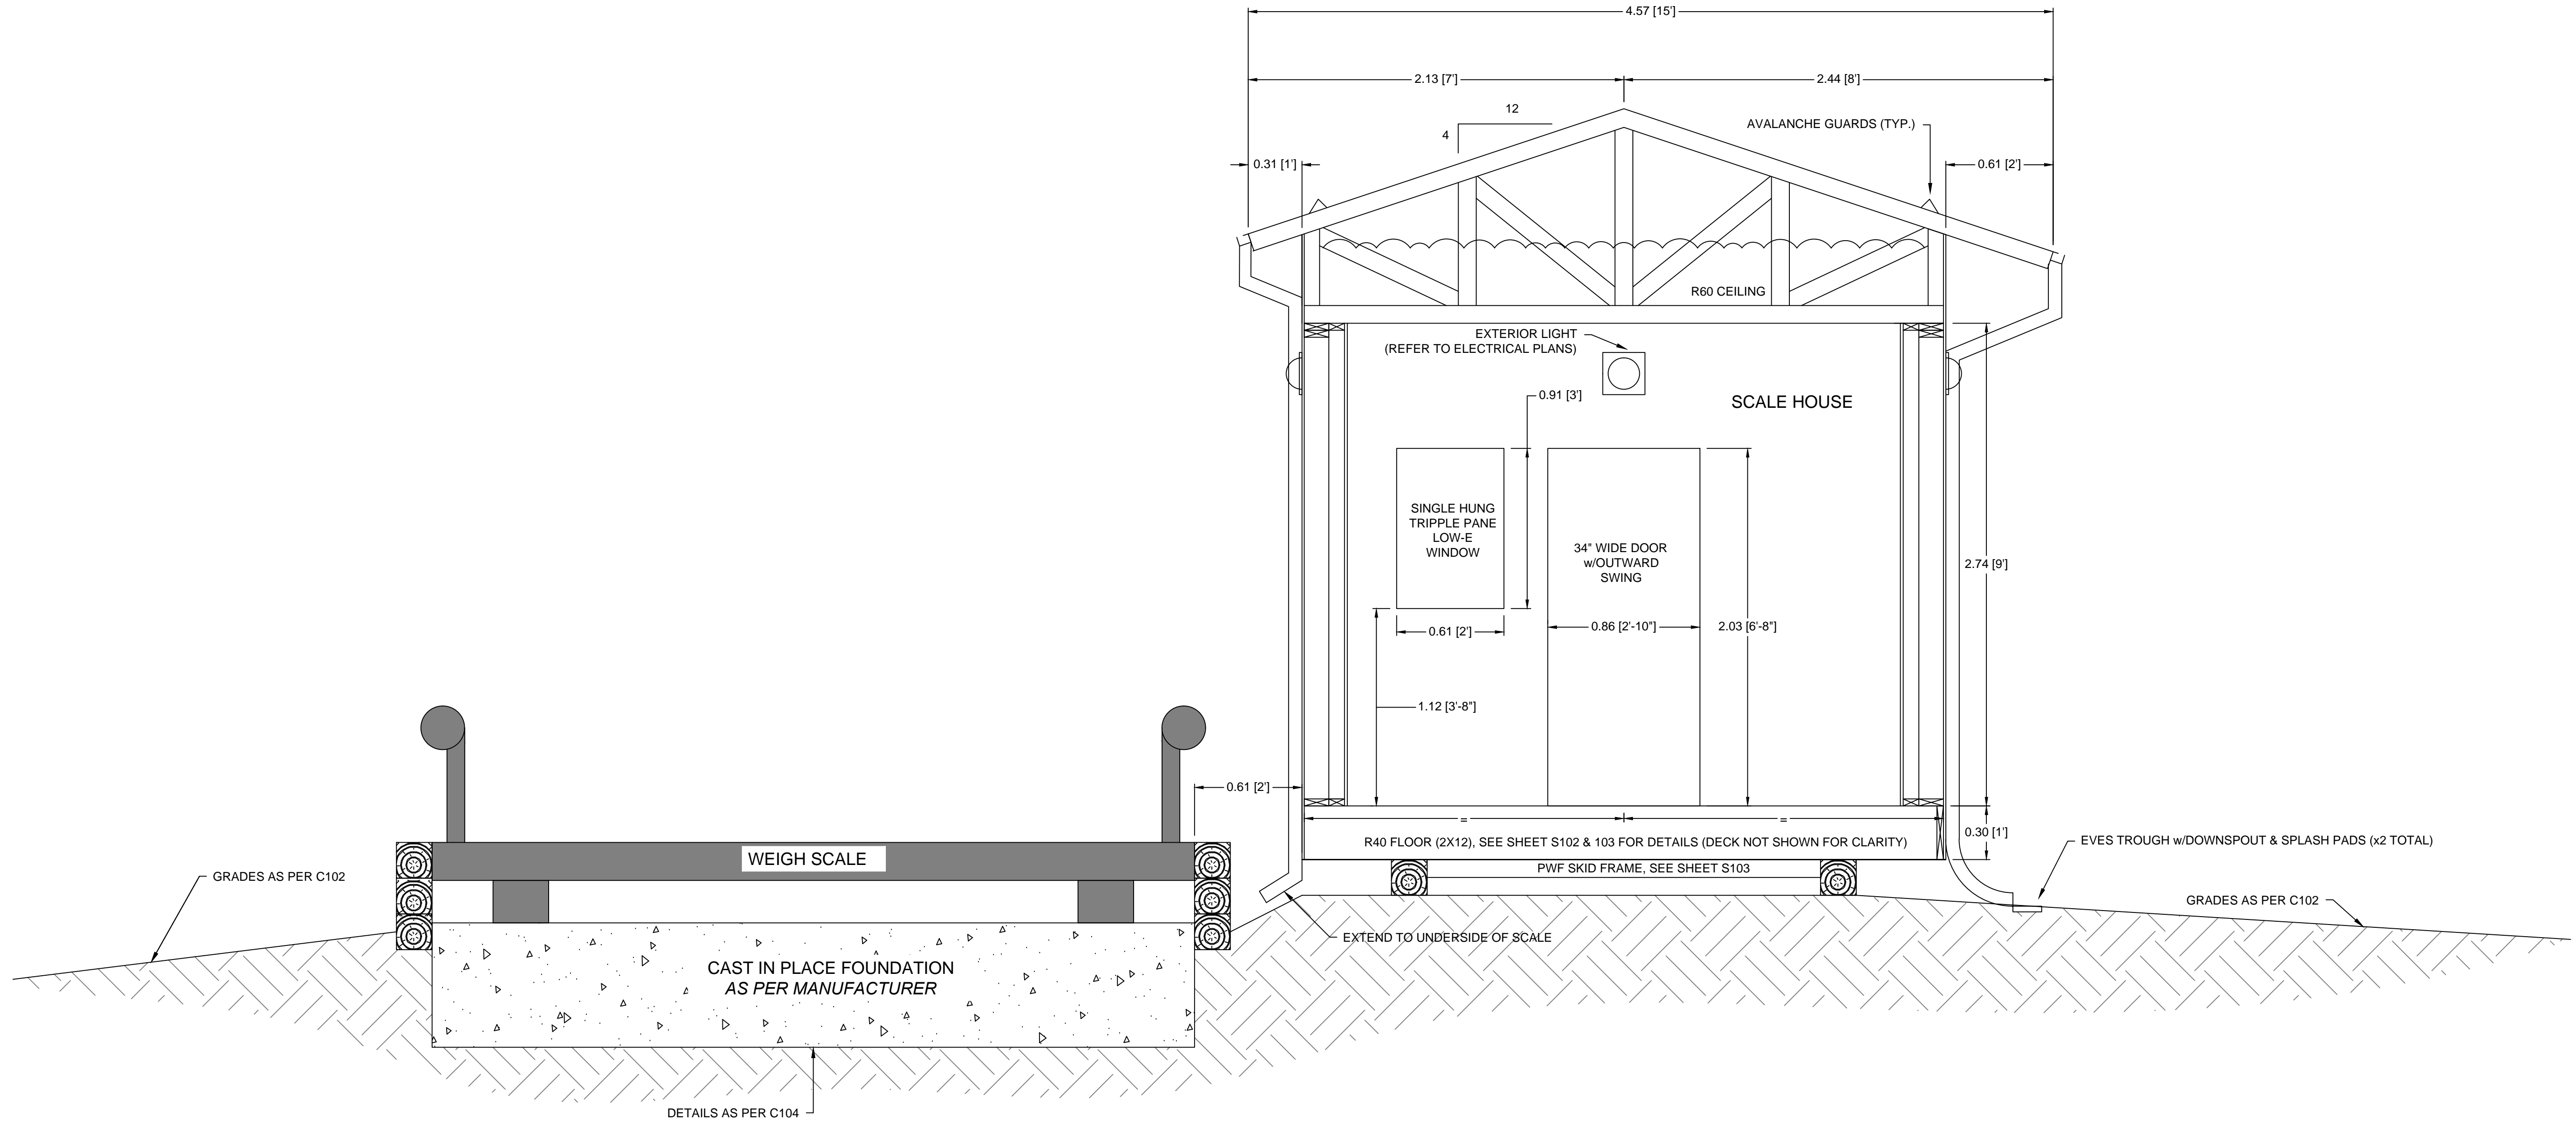 4.57 [15']
2.13 [7']
2.44 [8']
12
4
AVALANCHE GUARDS (TYP.)
0.31 [1']
0.61 [2']
R60 CEILING
EXTERIOR LIGHT
(REFER TO ELECTRICAL PLANS)
0.91 [3']
SCALE HOUSE
SINGLE HUNG
TRIPPLE PANE
LOW-E
WINDOW
34" WIDE DOOR
w/OUTWARD
SWING
2.74 [9']
0.61 [2']
0.86 [2'-10"]
2.03 [6'-8"]
1.12 [3'-8"]
0.61 [2']
=
=
0.30 [1']
R40 FLOOR (2X12), SEE SHEET S102 & 103 FOR DETAILS (DECK NOT SHOWN FOR CLARITY)
EVES TROUGH w/DOWNSPOUT & SPLASH PADS (x2 TOTAL)
WEIGH SCALE
PWF SKID FRAME, SEE SHEET S103
GRADES AS PER C102
GRADES AS PER C102
EXTEND TO UNDERSIDE OF SCALE
CAST IN PLACE FOUNDATION
AS PER MANUFACTURER
DETAILS AS PER C104